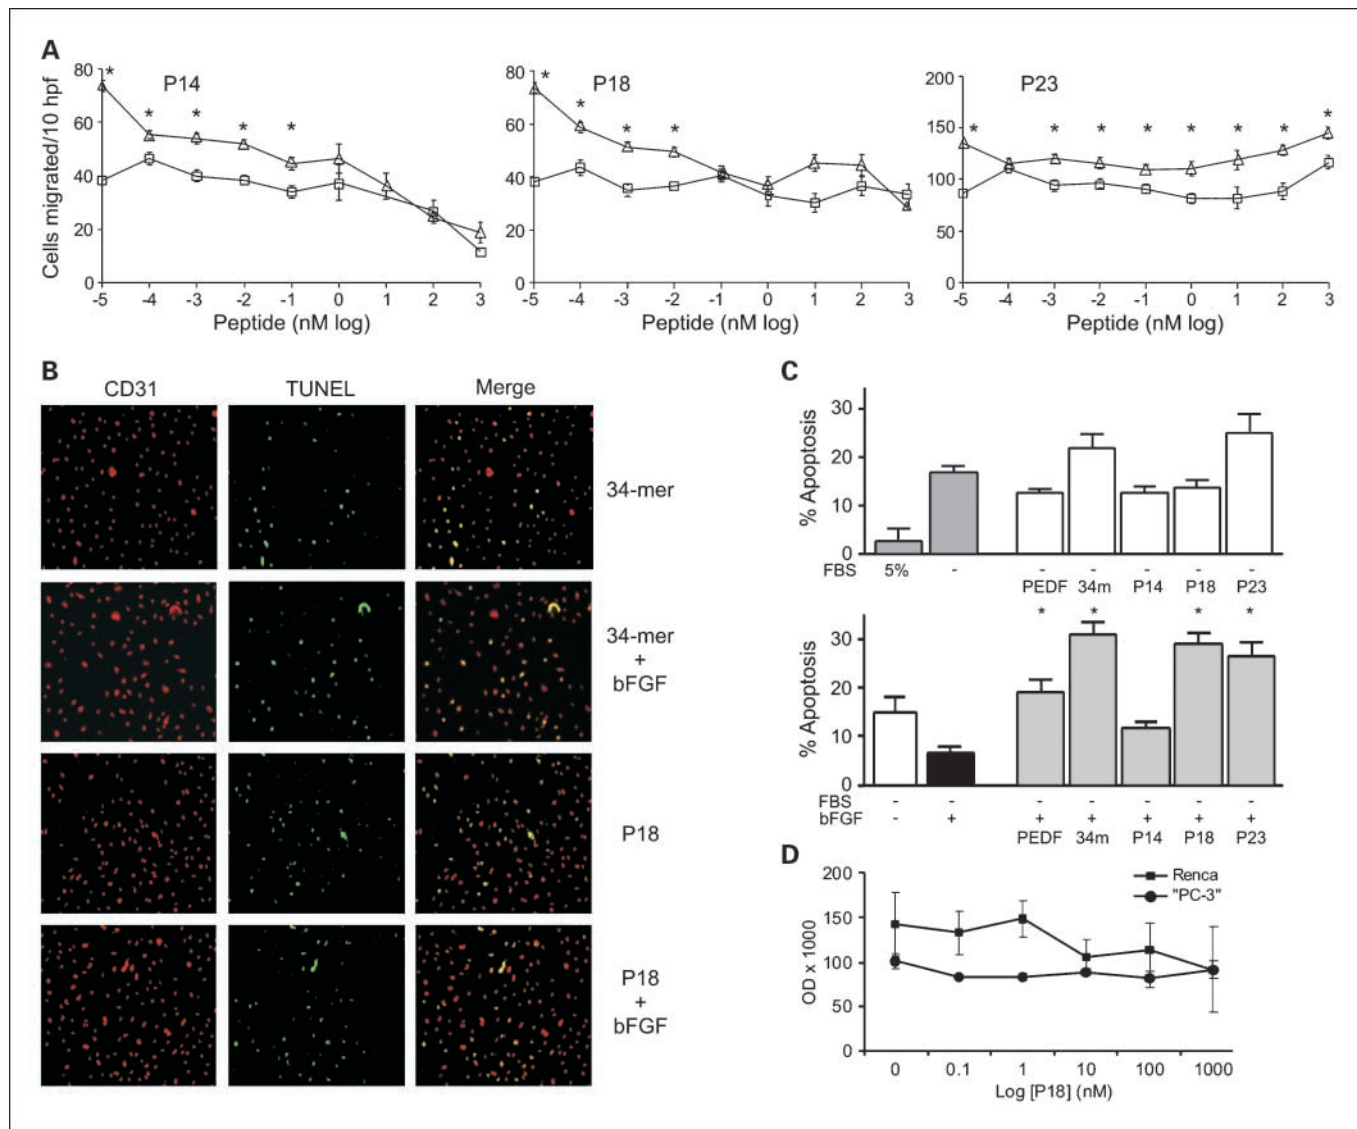 A
P14
P18
P23
Cells migrated/10 hpf
80
60
40
20
0
80
60
40
20
0
200
150
100
50
0
* * * * *
* * * *
* * * * * * * *
-5 -4 -3 -2 -1 0 1 2 3
-5 -4 -3 -2 -1 0 1 2 3
-5 -4 -3 -2 -1 0 1 2 3
Peptide (nM log)
Peptide (nM log)
Peptide (nM log)
B
CD31 TUNEL Merge
34-mer
34-mer
+
bFGF
P18
P18
+
bFGF
C
% Apoptosis
30
20
10
0
FBS 5% - - - - - -
PEDF 34m P14 P18 P23
* * * *
% Apoptosis
30
20
10
0
FBS - - - - - - -
bFGF - + + + + + +
PEDF 34m P14 P18 P23
D
Renca
"PC-3"
OD x 1000
200
150
100
50
0
0 0.1 1 10 100 1000
Log [P18] (nM)